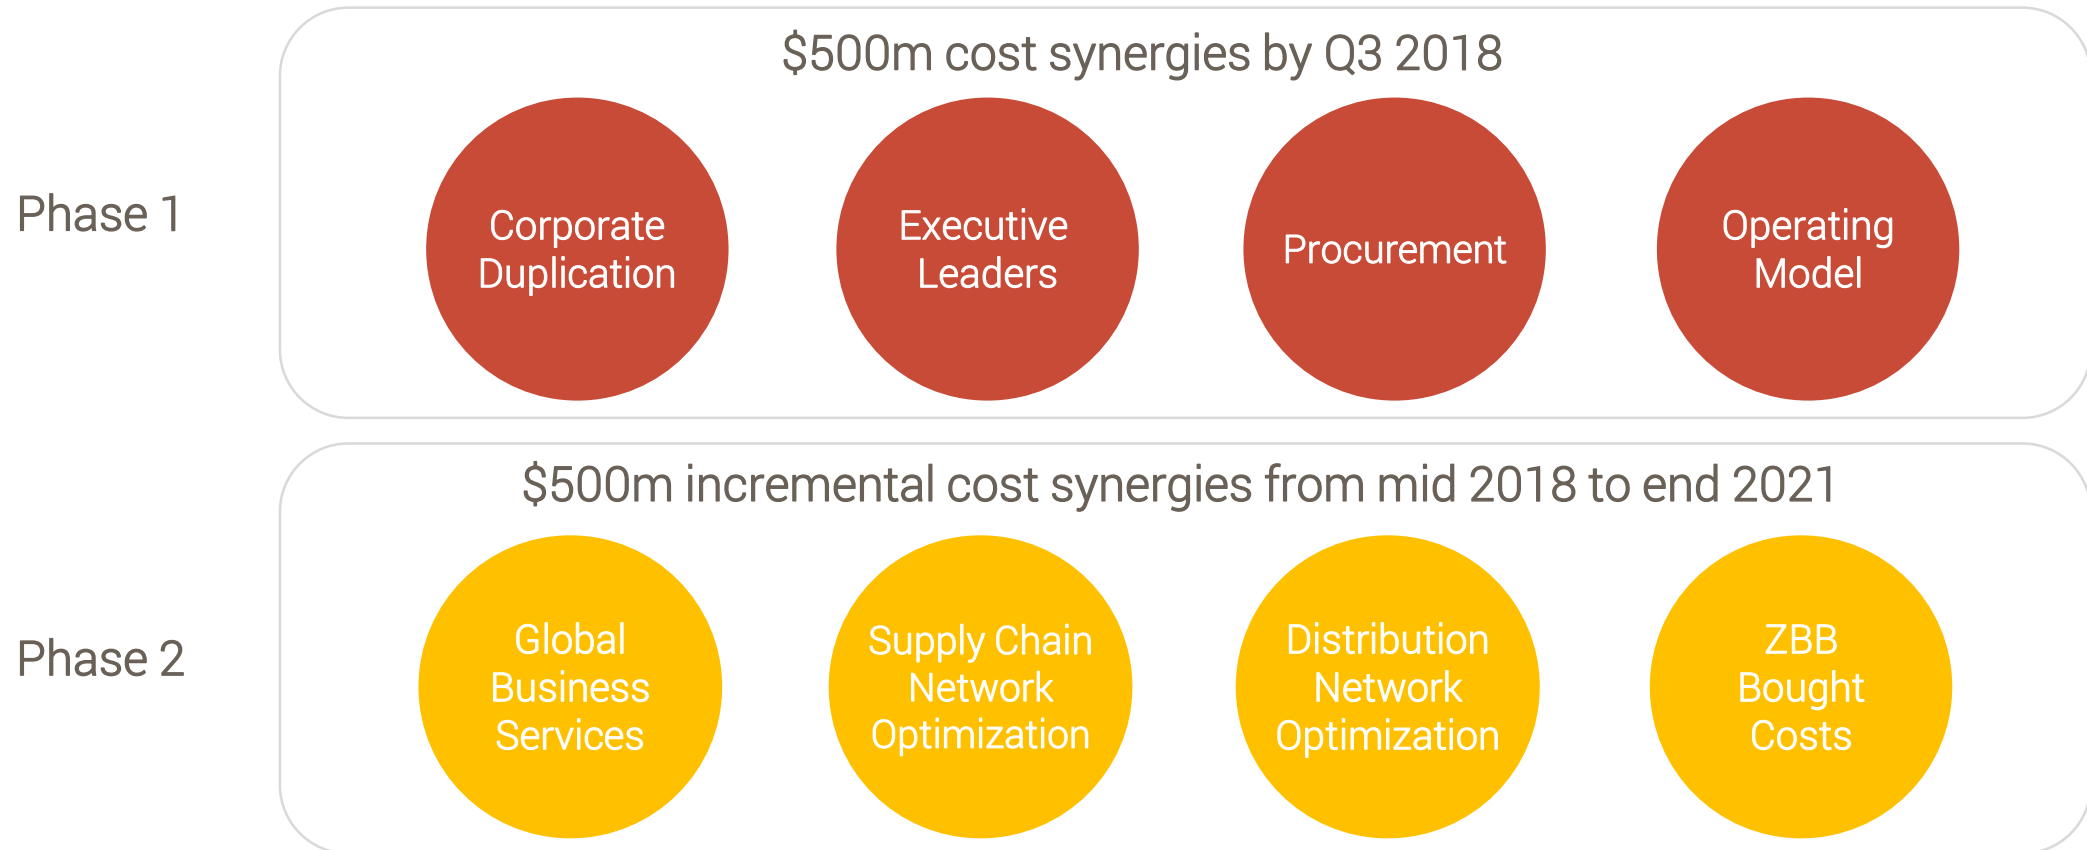 $500m cost synergies by Q3 2018
Phase 1
Corporate
Duplication
Executive
Leaders
Procurement
Operating
Model
$500m incremental cost synergies from mid 2018 to end 2021
Phase 2
Global
Business
Services
Supply Chain
Network
Optimization
Distribution
Network
Optimization
ZBB
Bought
Costs